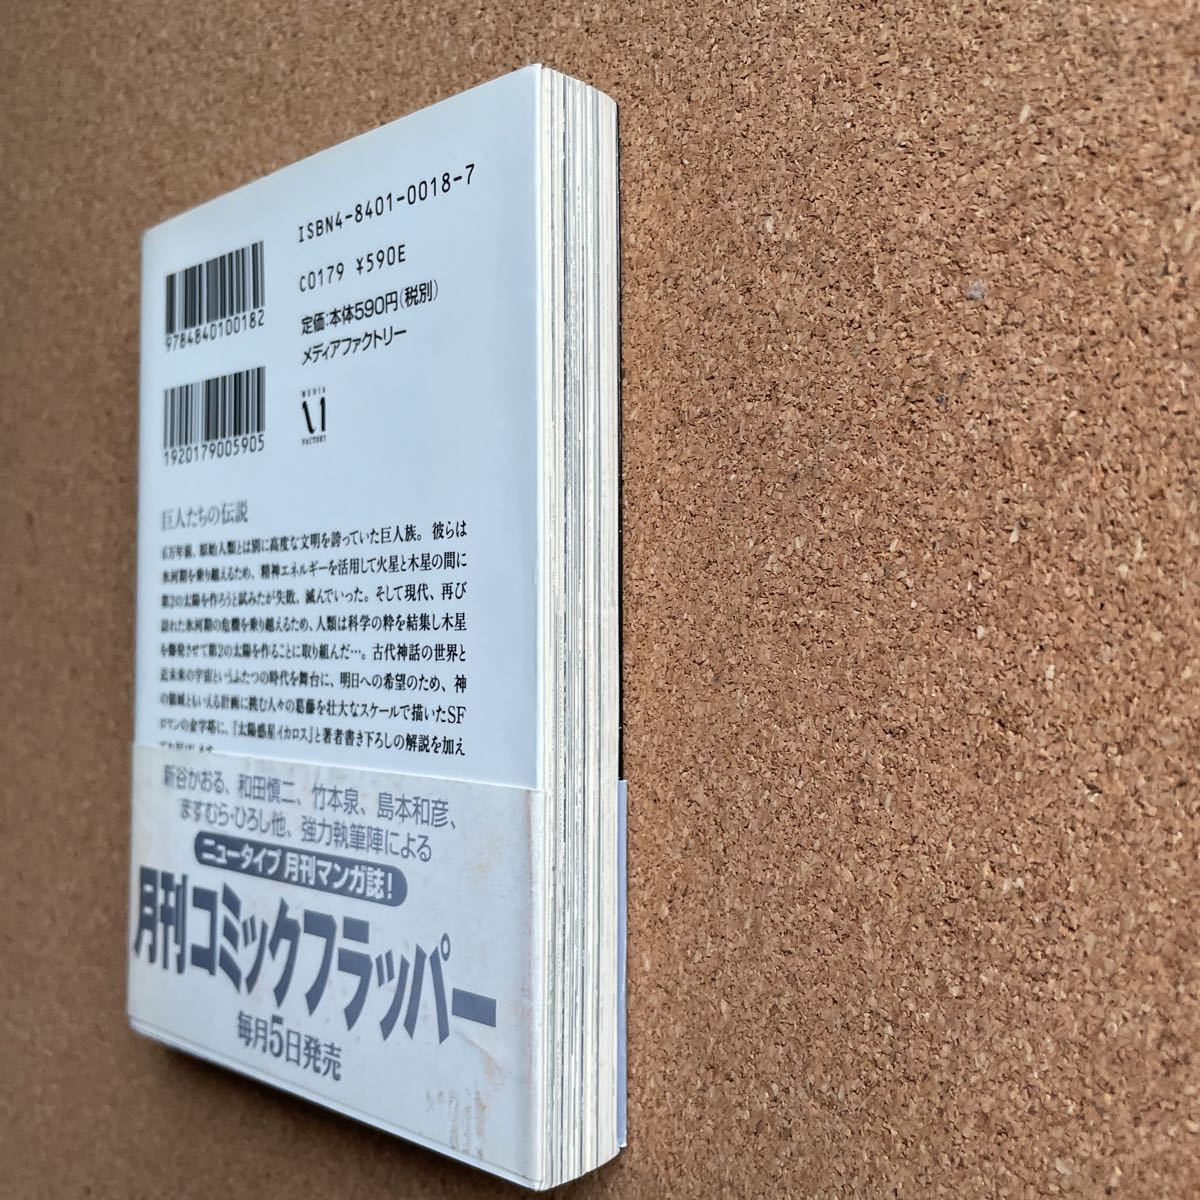 ISBN4-8401-0018-7
C0179 ¥590E
定価:本体590円(税別)
メディアファクトリー
MEDIA
FACTORY
9784840100182
1920179005905
巨人たちの伝説
6万年前、原始人類とは別に高度な文明を誇っていた巨人族。彼らは
氷河期を乗り越えるため、精神エネルギーを活用して火星と木星の間に
第2の太陽を作ろうと試みたが失敗、滅んでいった。そして現代、再び
訪れた氷河期の危機を乗り越えるため、人類は科学の粋を結集し木星
を爆発させて第2の太陽を作ることに取り組んだ…。古代神話の世界と
近未来の宇宙というふたつの時代を舞台に、明日への希望のため、神
の領域ともいえる計画に挑む人々の葛藤を壮大なスケールで描いたSF
ロマンの金字塔に、『太陽惑星イカロス』と著者書き下ろしの解説を加え
新谷かおる、和田慎二、竹本泉、島本和彦、
ますむら・ひろし他、強力執筆陣による
ニュータイプ 月刊マンガ誌!
月刊コミックフラッパー
毎月5日発売